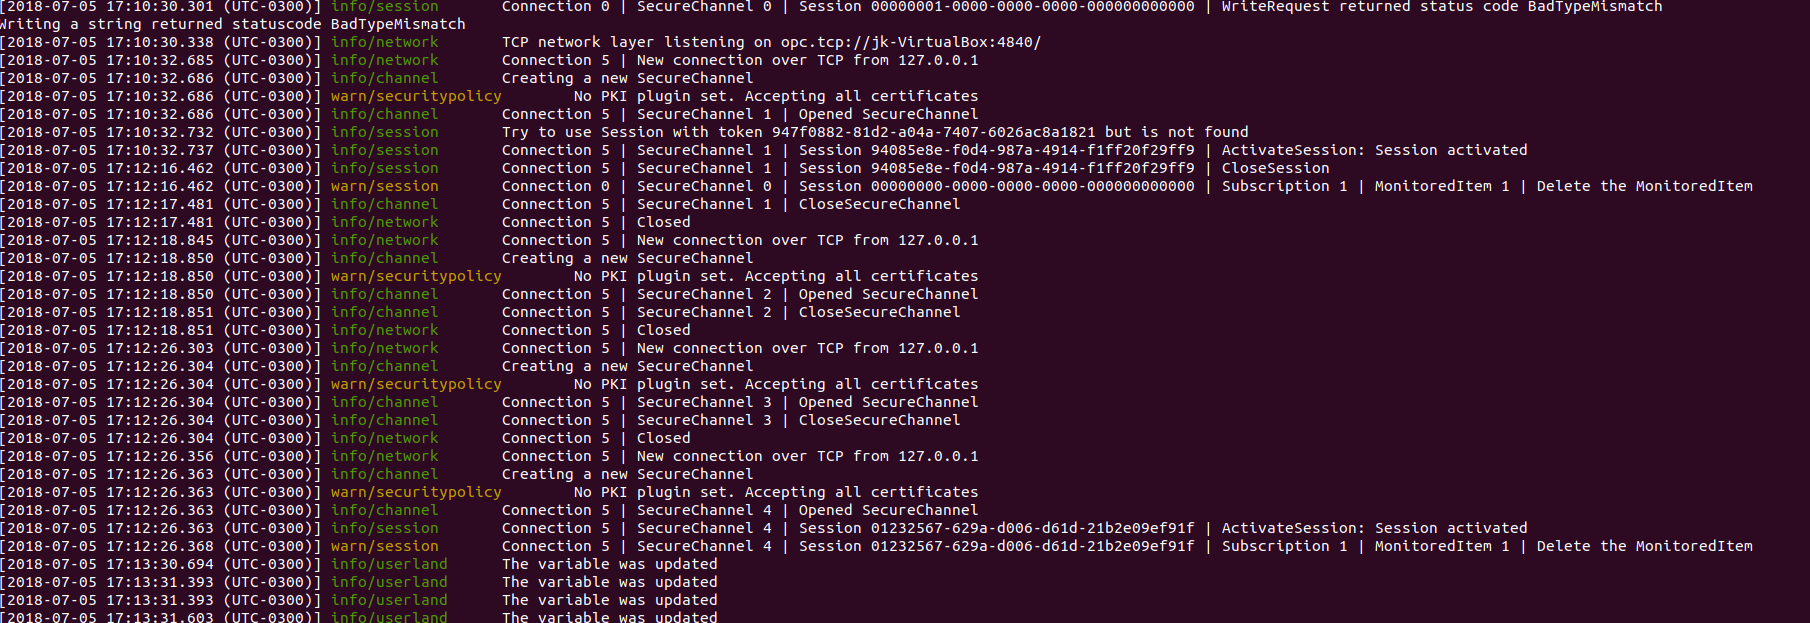 [2018-07-05 17:10:30.301 (UTC-0300)] info/session Connection 0 | SecureChannel 0 | Session 00000001-0000-0000-0000-000000000000 | WriteRequest returned status code BadTypeMismatch
Writing a string returned statuscode BadTypeMismatch
[2018-07-05 17:10:30.338 (UTC-0300)] info/network TCP network layer listening on opc.tcp://jk-VirtualBox:4840/
[2018-07-05 17:10:32.685 (UTC-0300)] info/network Connection 5 | New connection over TCP from 127.0.0.1
[2018-07-05 17:10:32.686 (UTC-0300)] info/channel Creating a new SecureChannel
[2018-07-05 17:10:32.686 (UTC-0300)] warn/securitypolicy No PKI plugin set. Accepting all certificates
[2018-07-05 17:10:32.686 (UTC-0300)] info/channel Connection 5 | SecureChannel 1 | Opened SecureChannel
[2018-07-05 17:10:32.732 (UTC-0300)] info/session Try to use Session with token 947f0882-81d2-a04a-7407-6026ac8a1821 but is not found
[2018-07-05 17:10:32.737 (UTC-0300)] info/session Connection 5 | SecureChannel 1 | Session 94085e8e-f0d4-987a-4914-f1ff20f29ff9 | ActivateSession: Session activated
[2018-07-05 17:12:16.462 (UTC-0300)] info/session Connection 5 | SecureChannel 1 | Session 94085e8e-f0d4-987a-4914-f1ff20f29ff9 | CloseSession
[2018-07-05 17:12:16.462 (UTC-0300)] warn/session Connection 0 | SecureChannel 0 | Session 00000000-0000-0000-0000-000000000000 | Subscription 1 | MonitoredItem 1 | Delete the MonitoredItem
[2018-07-05 17:12:17.481 (UTC-0300)] info/channel Connection 5 | SecureChannel 1 | CloseSecureChannel
[2018-07-05 17:12:17.481 (UTC-0300)] info/network Connection 5 | Closed
[2018-07-05 17:12:18.845 (UTC-0300)] info/network Connection 5 | New connection over TCP from 127.0.0.1
[2018-07-05 17:12:18.850 (UTC-0300)] info/channel Creating a new SecureChannel
[2018-07-05 17:12:18.850 (UTC-0300)] warn/securitypolicy No PKI plugin set. Accepting all certificates
[2018-07-05 17:12:18.850 (UTC-0300)] info/channel Connection 5 | SecureChannel 2 | Opened SecureChannel
[2018-07-05 17:12:18.851 (UTC-0300)] info/channel Connection 5 | SecureChannel 2 | CloseSecureChannel
[2018-07-05 17:12:18.851 (UTC-0300)] info/network Connection 5 | Closed
[2018-07-05 17:12:26.303 (UTC-0300)] info/network Connection 5 | New connection over TCP from 127.0.0.1
[2018-07-05 17:12:26.304 (UTC-0300)] info/channel Creating a new SecureChannel
[2018-07-05 17:12:26.304 (UTC-0300)] warn/securitypolicy No PKI plugin set. Accepting all certificates
[2018-07-05 17:12:26.304 (UTC-0300)] info/channel Connection 5 | SecureChannel 3 | Opened SecureChannel
[2018-07-05 17:12:26.304 (UTC-0300)] info/channel Connection 5 | SecureChannel 3 | CloseSecureChannel
[2018-07-05 17:12:26.304 (UTC-0300)] info/network Connection 5 | Closed
[2018-07-05 17:12:26.356 (UTC-0300)] info/network Connection 5 | New connection over TCP from 127.0.0.1
[2018-07-05 17:12:26.363 (UTC-0300)] info/channel Creating a new SecureChannel
[2018-07-05 17:12:26.363 (UTC-0300)] warn/securitypolicy No PKI plugin set. Accepting all certificates
[2018-07-05 17:12:26.363 (UTC-0300)] info/channel Connection 5 | SecureChannel 4 | Opened SecureChannel
[2018-07-05 17:12:26.363 (UTC-0300)] info/session Connection 5 | SecureChannel 4 | Session 01232567-629a-d006-d61d-21b2e09ef91f | ActivateSession: Session activated
[2018-07-05 17:12:26.368 (UTC-0300)] warn/session Connection 5 | SecureChannel 4 | Session 01232567-629a-d006-d61d-21b2e09ef91f | Subscription 1 | MonitoredItem 1 | Delete the MonitoredItem
[2018-07-05 17:13:30.694 (UTC-0300)] info/userland The variable was updated
[2018-07-05 17:13:31.393 (UTC-0300)] info/userland The variable was updated
[2018-07-05 17:13:31.393 (UTC-0300)] info/userland The variable was updated
[2018-07-05 17:13:31.603 (UTC-0300)] info/userland The variable was updated